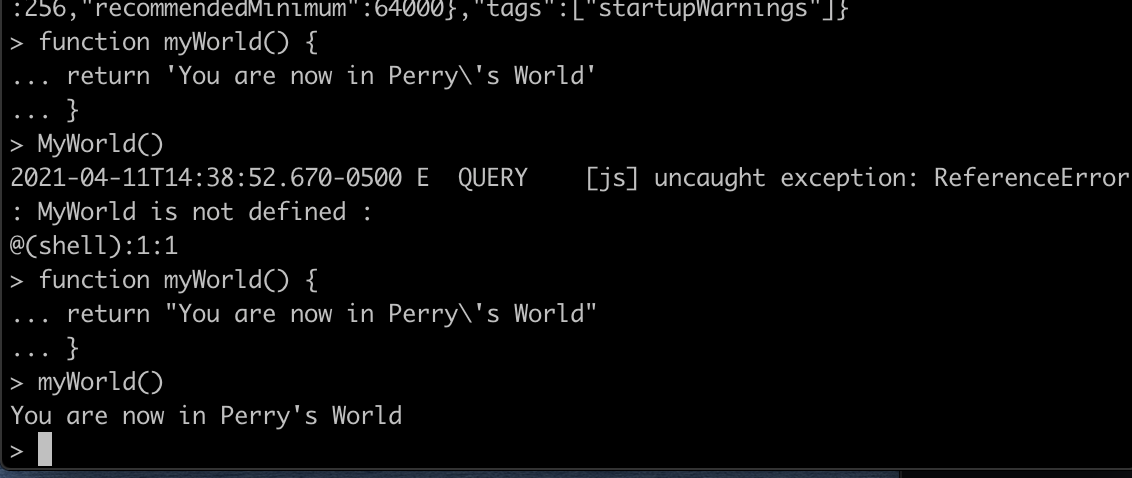 :256,"recommendedMinimum":64000},"tags":["startupWarnings"]}
> function myWorld() {
... return 'You are now in Perry\'s World'
... }
> MyWorld()
2021-04-11T14:38:52.670-0500 E  QUERY    [js] uncaught exception: ReferenceError
: MyWorld is not defined :
@(shell):1:1
> function myWorld() {
... return "You are now in Perry\'s World"
... }
> myWorld()
You are now in Perry's World
>